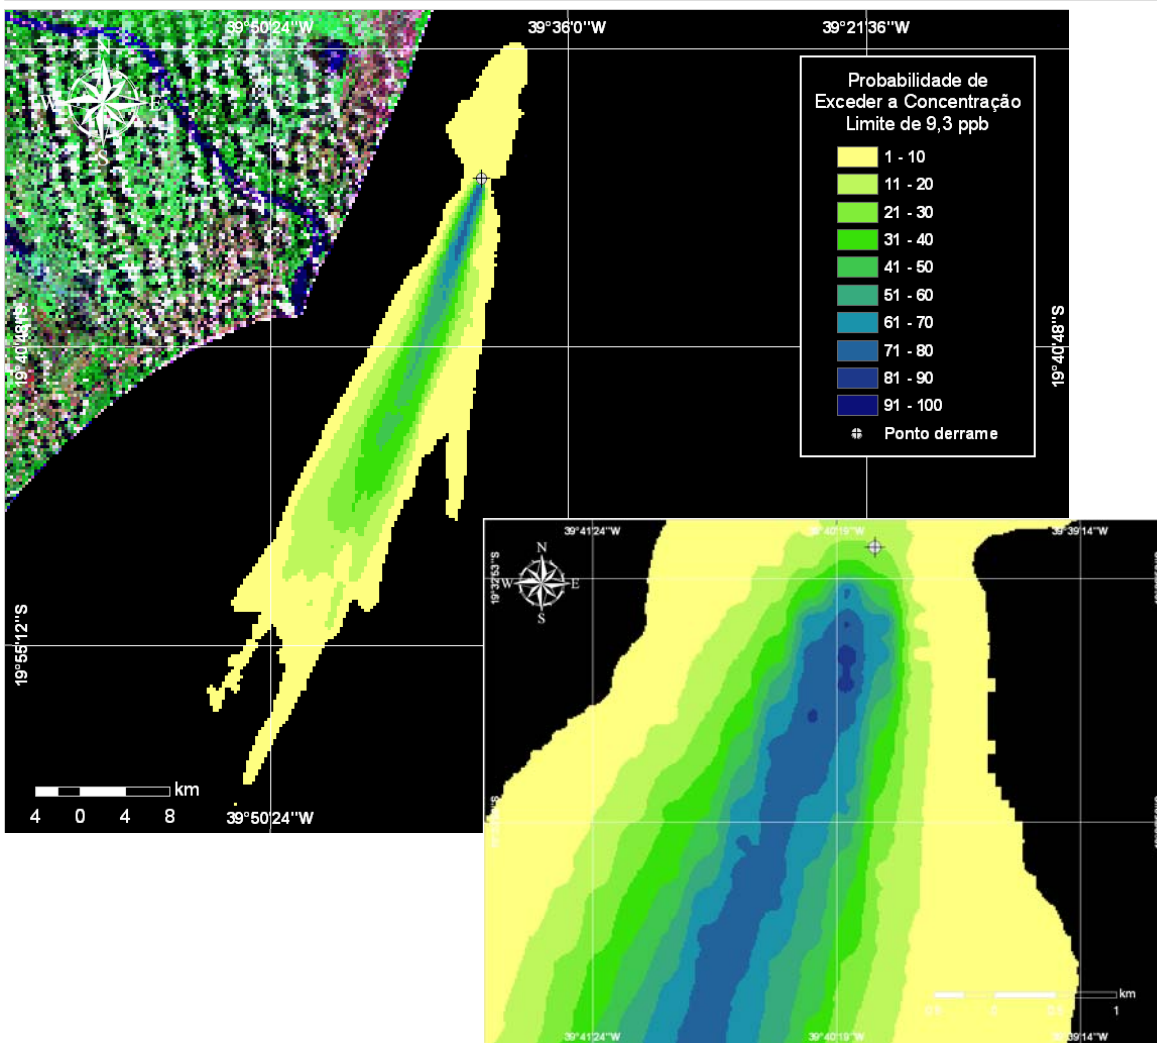 39°50'24"W
39°36'0"W
39°21'36"W
N
W
E
S
Probabilidade de
Exceder a Concentração
Limite de 9,3 ppb
1 - 10
11 - 20
21 - 30
31 - 40
41 - 50
51 - 60
61 - 70
71 - 80
81 - 90
91 - 100
Ponto derrame
19°40'48"S
19°40'48"S
19°55'12"S
km
4 0 4 8
39°50'24"W
39°41'24"W
39°40'19"W
39°39'14"W
19°32'53"S
N
W
E
S
km
0 0.5 1
39°41'24"W
39°40'19"W
39°39'14"W